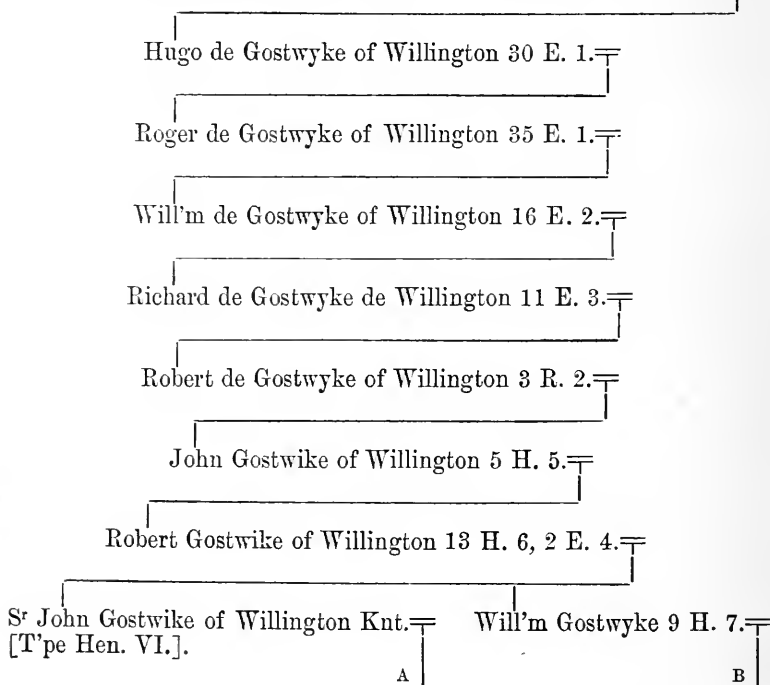 Hugo de Gostwyke of Willington 30 E. 1.
Roger de Gostwyke of Willington 35 E. 1.
Will'm de Gostwyke of Willington 16 E. 2.
Richard de Gostwyke de Willington 11 E. 3.
Robert de Gostwyke of Willington 3 R. 2.
John Gostwike of Willington 5 H. 5.
Robert Gostwike of Willington 13 H. 6, 2 E. 4.
Sʳ John Gostwike of Willington Knt. Will'm Gostwyke 9 H. 7.
[T'pe Hen. VI.].
A B